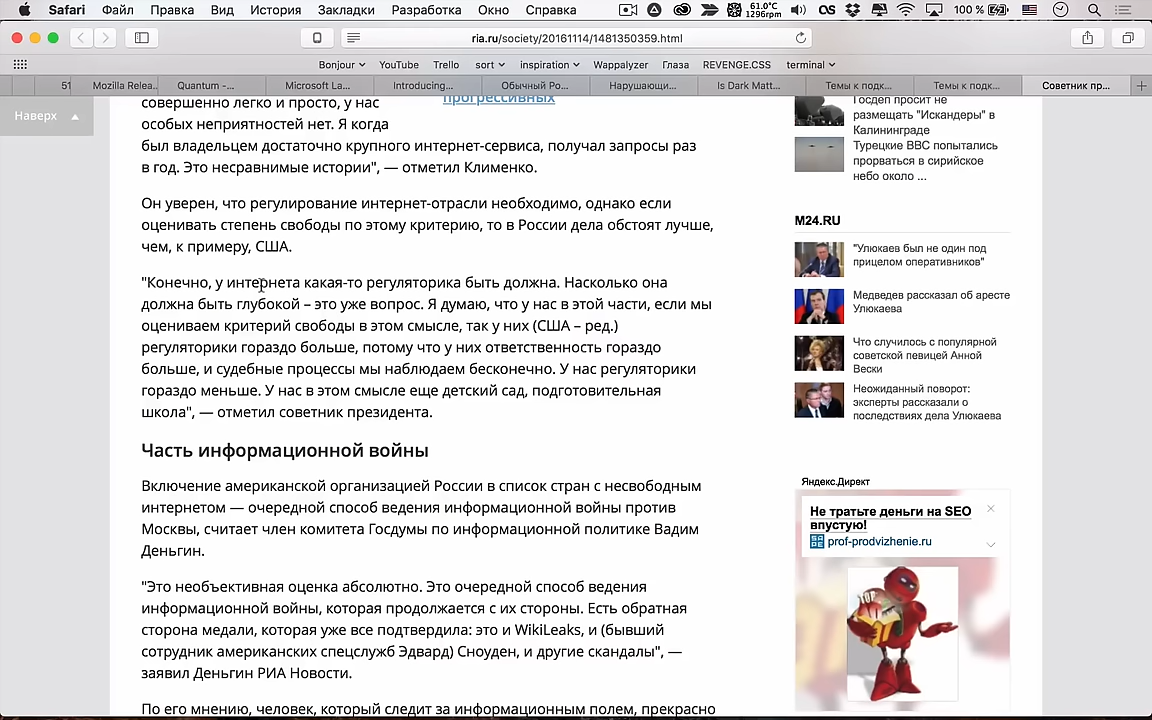 Safari Файл Правка Вид История Закладки Разработка Окно Справка
61.0°C
1296rpm
100 %
ria.ru/society/20161114/1481350359.html
Bonjour YouTube Trello sort inspiration Wappalyzer Глаза REVENGE.CSS terminal
51 Mozilla Relea... Quantum -... Microsoft La... Introducing... Обычный Po... Нарушающи... Is Dark Matt... Темы к подк... Темы к подк... Советник пр...
Наверх
совершенно легко и просто, у нас
прогрессивных
особых неприятностей нет. Я когда
был владельцем достаточно крупного интернет-сервиса, получал запросы раз
в год. Это несравнимые истории", — отметил Клименко.
Он уверен, что регулирование интернет-отрасли необходимо, однако если
оценивать степень свободы по этому критерию, то в России дела обстоят лучше,
чем, к примеру, США.
"Конечно, у интернета какая-то регуляторика быть должна. Насколько она
должна быть глубокой – это уже вопрос. Я думаю, что у нас в этой части, если мы
оцениваем критерий свободы в этом смысле, так у них (США – ред.)
регуляторики гораздо больше, потому что у них ответственность гораздо
больше, и судебные процессы мы наблюдаем бесконечно. У нас регуляторики
гораздо меньше. У нас в этом смысле еще детский сад, подготовительная
школа", — отметил советник президента.
Часть информационной войны
Включение американской организацией России в список стран с несвободным
интернетом — очередной способ ведения информационной войны против
Москвы, считает член комитета Госдумы по информационной политике Вадим
Деньгин.
"Это необъективная оценка абсолютно. Это очередной способ ведения
информационной войны, которая продолжается с их стороны. Есть обратная
сторона медали, которая уже все подтвердила: это и WikiLeaks, и (бывший
сотрудник американских спецслужб Эдвард) Сноуден, и другие скандалы", —
заявил Деньгин РИА Новости.
По его мнению, человек, который следит за информационным полем, прекрасно
Госдеп просит не
размещать "Искандеры" в
Калининграде
Турецкие ВВС попытались
прорваться в сирийское
небо около ...
M24.RU
"Улюкаев был не один под
прицелом оперативников"
Медведев рассказал об аресте
Улюкаева
Что случилось с популярной
советской певицей Анной
Вески
Неожиданный поворот:
эксперты рассказали о
последствиях дела Улюкаева
Яндекс.Директ
Не тратьте деньги на SEO
впустую!
prof-prodvizhenie.ru